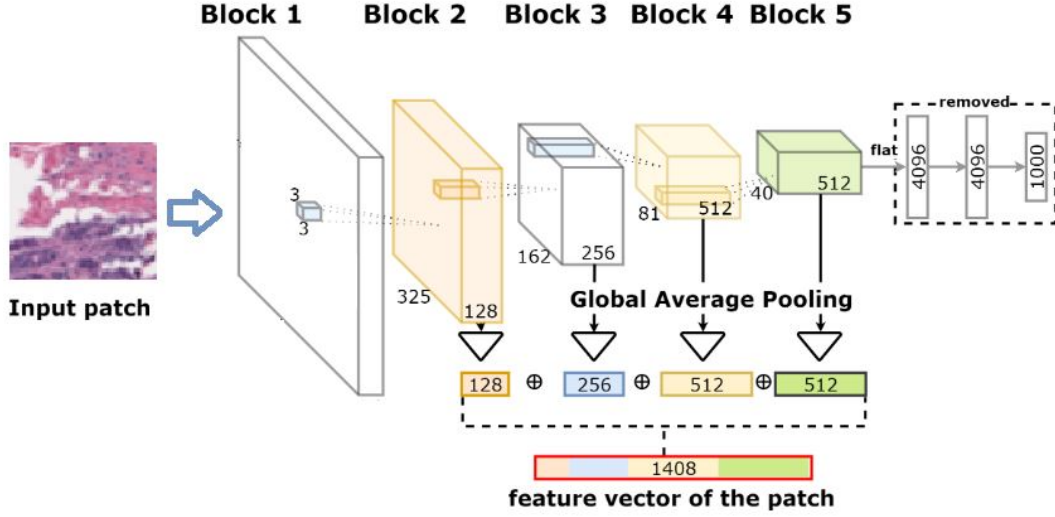 Block 1
Block 2
Block 3
Block 4
Block 5
removed
flat
4096
4096
1000
3
3
325
128
162
256
81
512
40
512
Input patch
Global Average Pooling
128 ⊕ 256 ⊕ 512 ⊕ 512
1408
feature vector of the patch